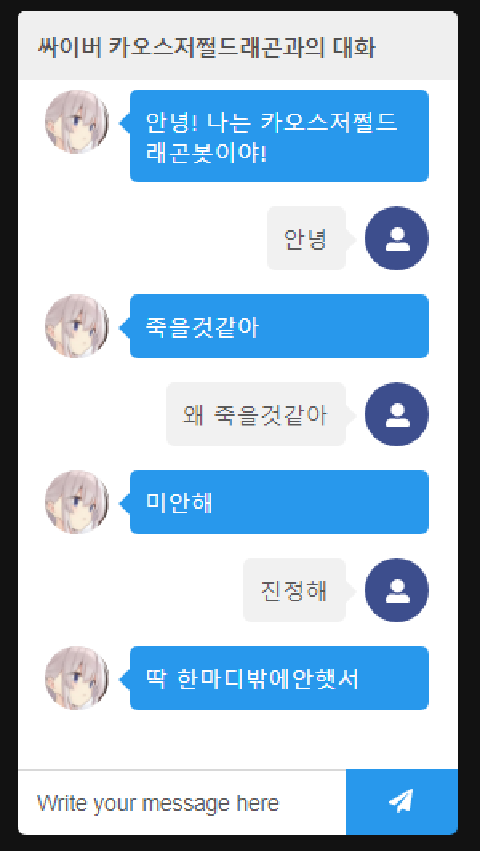 싸이버 카오스저쩔드래곤과의 대화
안녕! 나는 카오스저쩔드
래곤봇이야!
안녕
죽을것같아
왜 죽을것같아
미안해
진정해
딱 한마디밖에안햇서
Write your message here